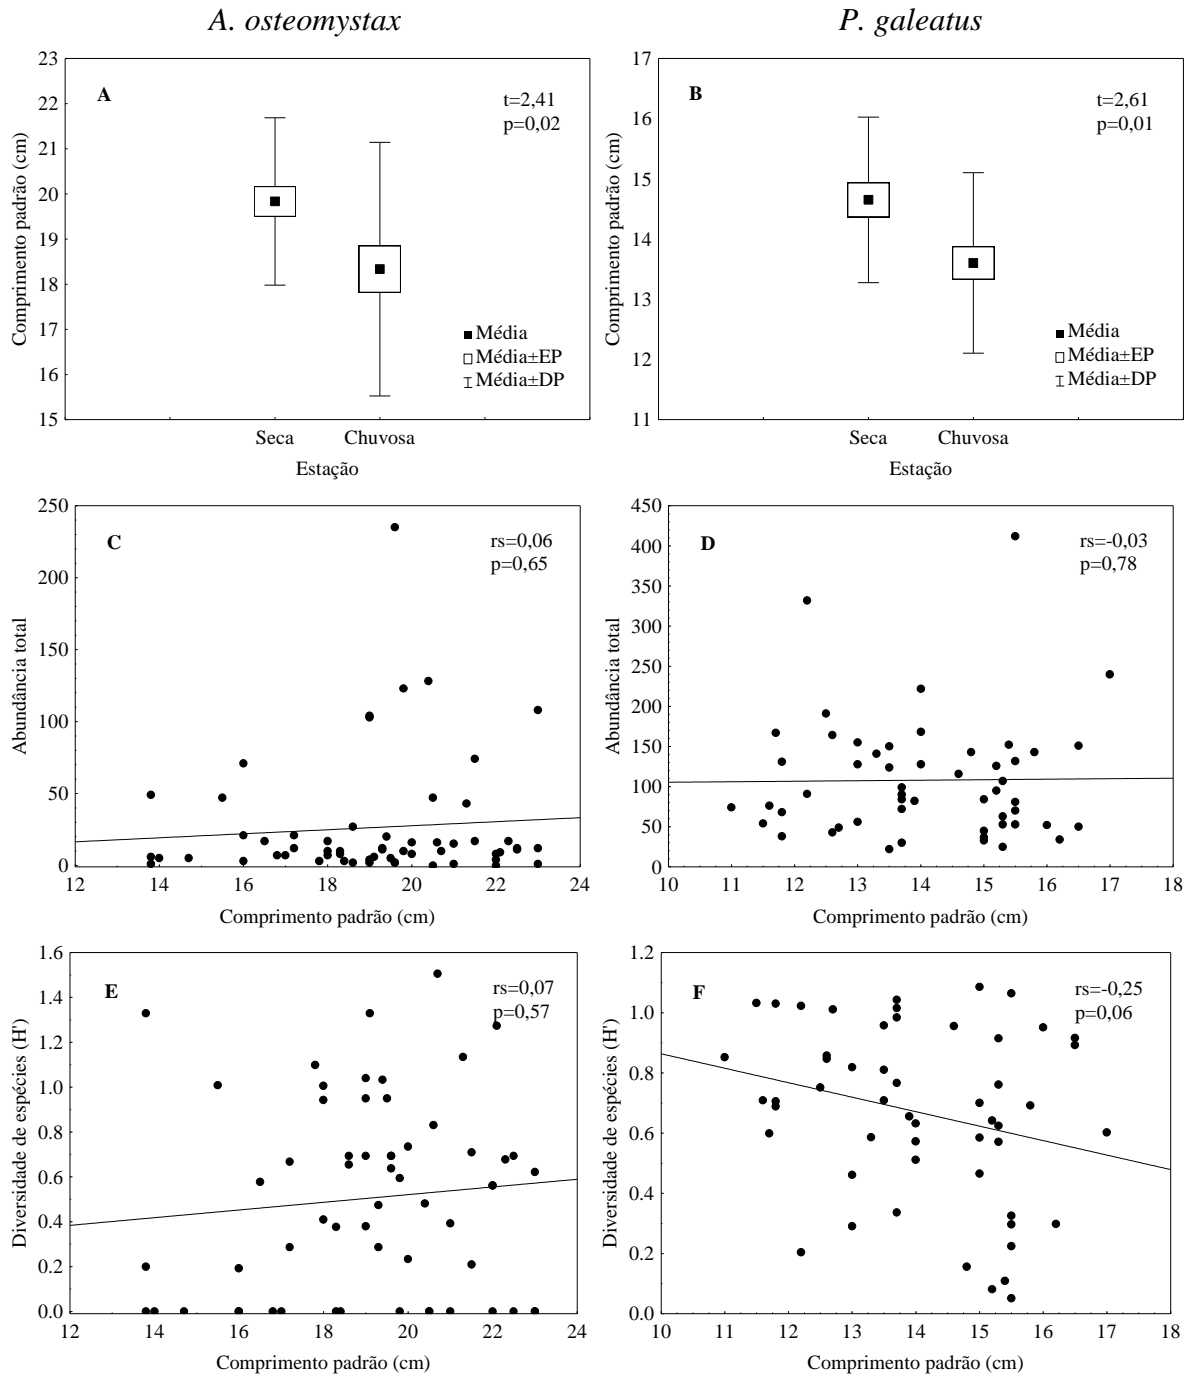 A. osteomystax
P. galeatus
23
22
21
20
19
18
17
16
15
Comprimento padrão (cm)
A
t=2,41
p=0,02
Média
Média±EP
Média±DP
Seca
Chuvosa
Estação
17
16
15
14
13
12
11
Comprimento padrão (cm)
B
t=2,61
p=0,01
Média
Média±EP
Média±DP
Seca
Chuvosa
Estação
250
200
150
100
50
0
Abundância total
C
rs=0,06
p=0,65
12 14 16 18 20 22 24
Comprimento padrão (cm)
450
400
350
300
250
200
150
100
50
0
Abundância total
D
rs=-0,03
p=0,78
10 11 12 13 14 15 16 17 18
Comprimento padrão (cm)
1.6
1.4
1.2
1.0
0.8
0.6
0.4
0.2
0.0
Diversidade de espécies (H')
E
rs=0,07
p=0,57
12 14 16 18 20 22 24
Comprimento padrão (cm)
1.2
1.0
0.8
0.6
0.4
0.2
0.0
Diversidade de espécies (H')
F
rs=-0,25
p=0,06
10 11 12 13 14 15 16 17 18
Comprimento padrão (cm)